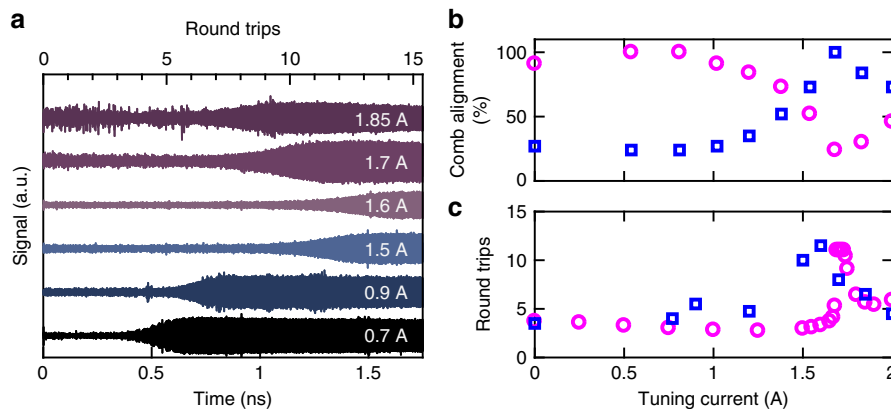 a
Round trips
0 5 10 15
1.85 A
1.7 A
1.6 A
1.5 A
0.9 A
0.7 A
Signal (a.u.)
0 0.5 1 1.5
Time (ns)
b
Comb alignment
(%)
100
50
0
c
Round trips
15
10
5
0
0 0.5 1.0 1.5 2.0
Tuning current (A)